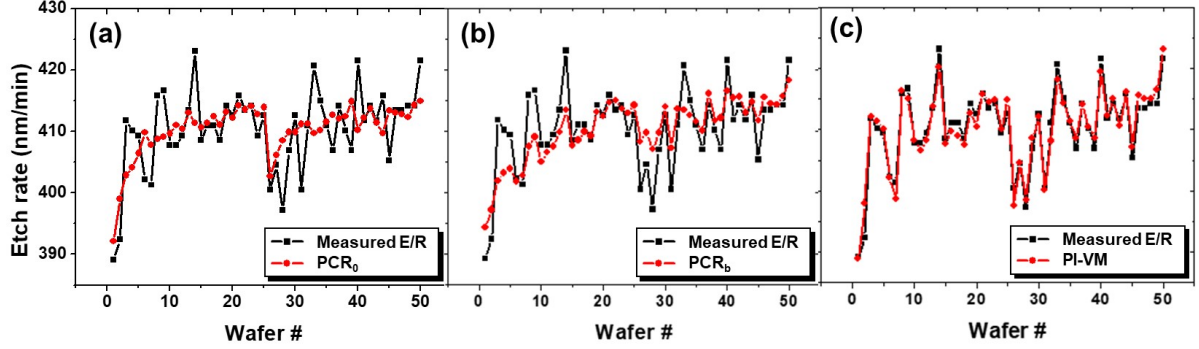 (a)
(b)
(c)
Etch rate (nm/min)
430
420
410
400
390
Measured E/R
PCR₀
Measured E/R
PCR_b
Measured E/R
PI-VM
0 10 20 30 40 50
0 10 20 30 40 50
0 10 20 30 40 50
Wafer #
Wafer #
Wafer #